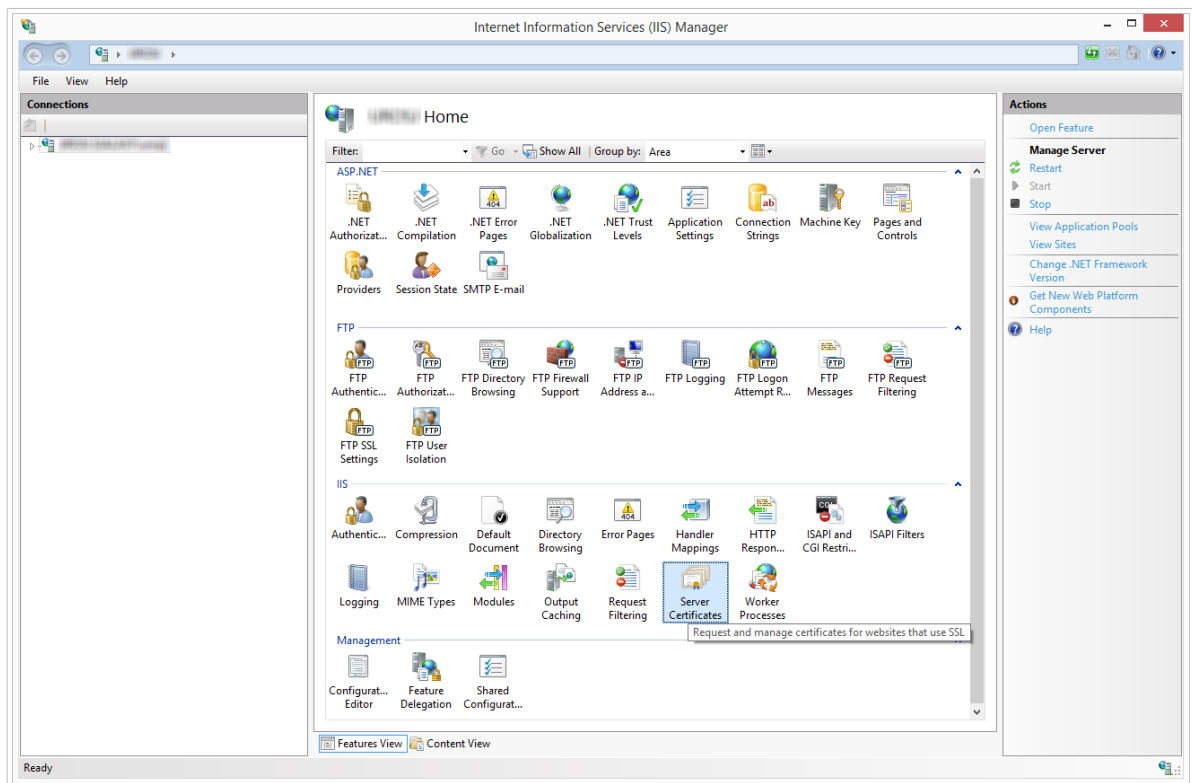 Internet Information Services (IIS) Manager
File View Help
Connections
Home
Filter: Go Show All Group by: Area
ASP.NET
.NET Authorizat...
.NET Compilation
.NET Error Pages
.NET Globalization
.NET Trust Levels
Application Settings
Connection Strings
Machine Key
Pages and Controls
Providers
Session State
SMTP E-mail
FTP
FTP Authentic...
FTP Authorizat...
FTP Directory Browsing
FTP Firewall Support
FTP IP Address a...
FTP Logging
FTP Logon Attempt R...
FTP Messages
FTP Request Filtering
FTP SSL Settings
FTP User Isolation
IIS
Authentic...
Compression
Default Document
Directory Browsing
Error Pages
Handler Mappings
HTTP Respon...
ISAPI and CGI Restri...
ISAPI Filters
Logging
MIME Types
Modules
Output Caching
Request Filtering
Server Certificates
Worker Processes
Request and manage certificates for websites that use SSL
Management
Configurat... Editor
Feature Delegation
Shared Configurat...
Features View
Content View
Actions
Open Feature
Manage Server
Restart
Start
Stop
View Application Pools
View Sites
Change .NET Framework
Version
Get New Web Platform
Components
Help
Ready